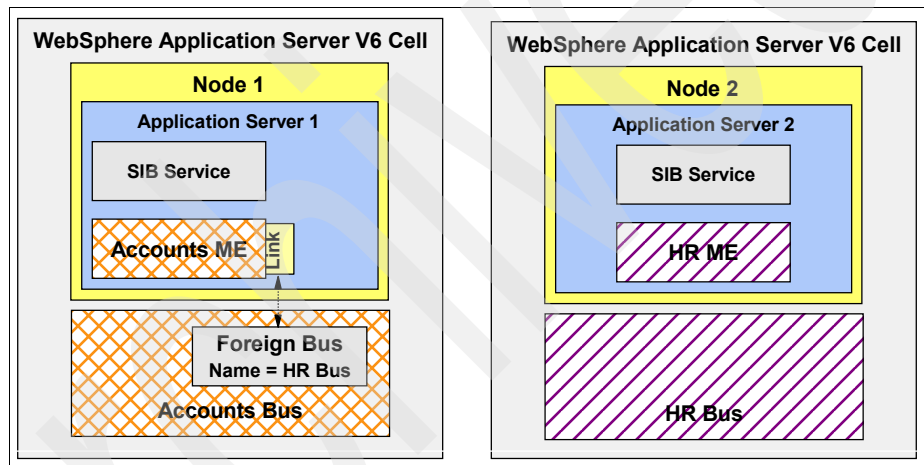 WebSphere Application Server V6 Cell
Node 1
Application Server 1
SIB Service
Accounts ME
Link
Foreign Bus
Name = HR Bus
Accounts Bus
WebSphere Application Server V6 Cell
Node 2
Application Server 2
SIB Service
HR ME
HR Bus